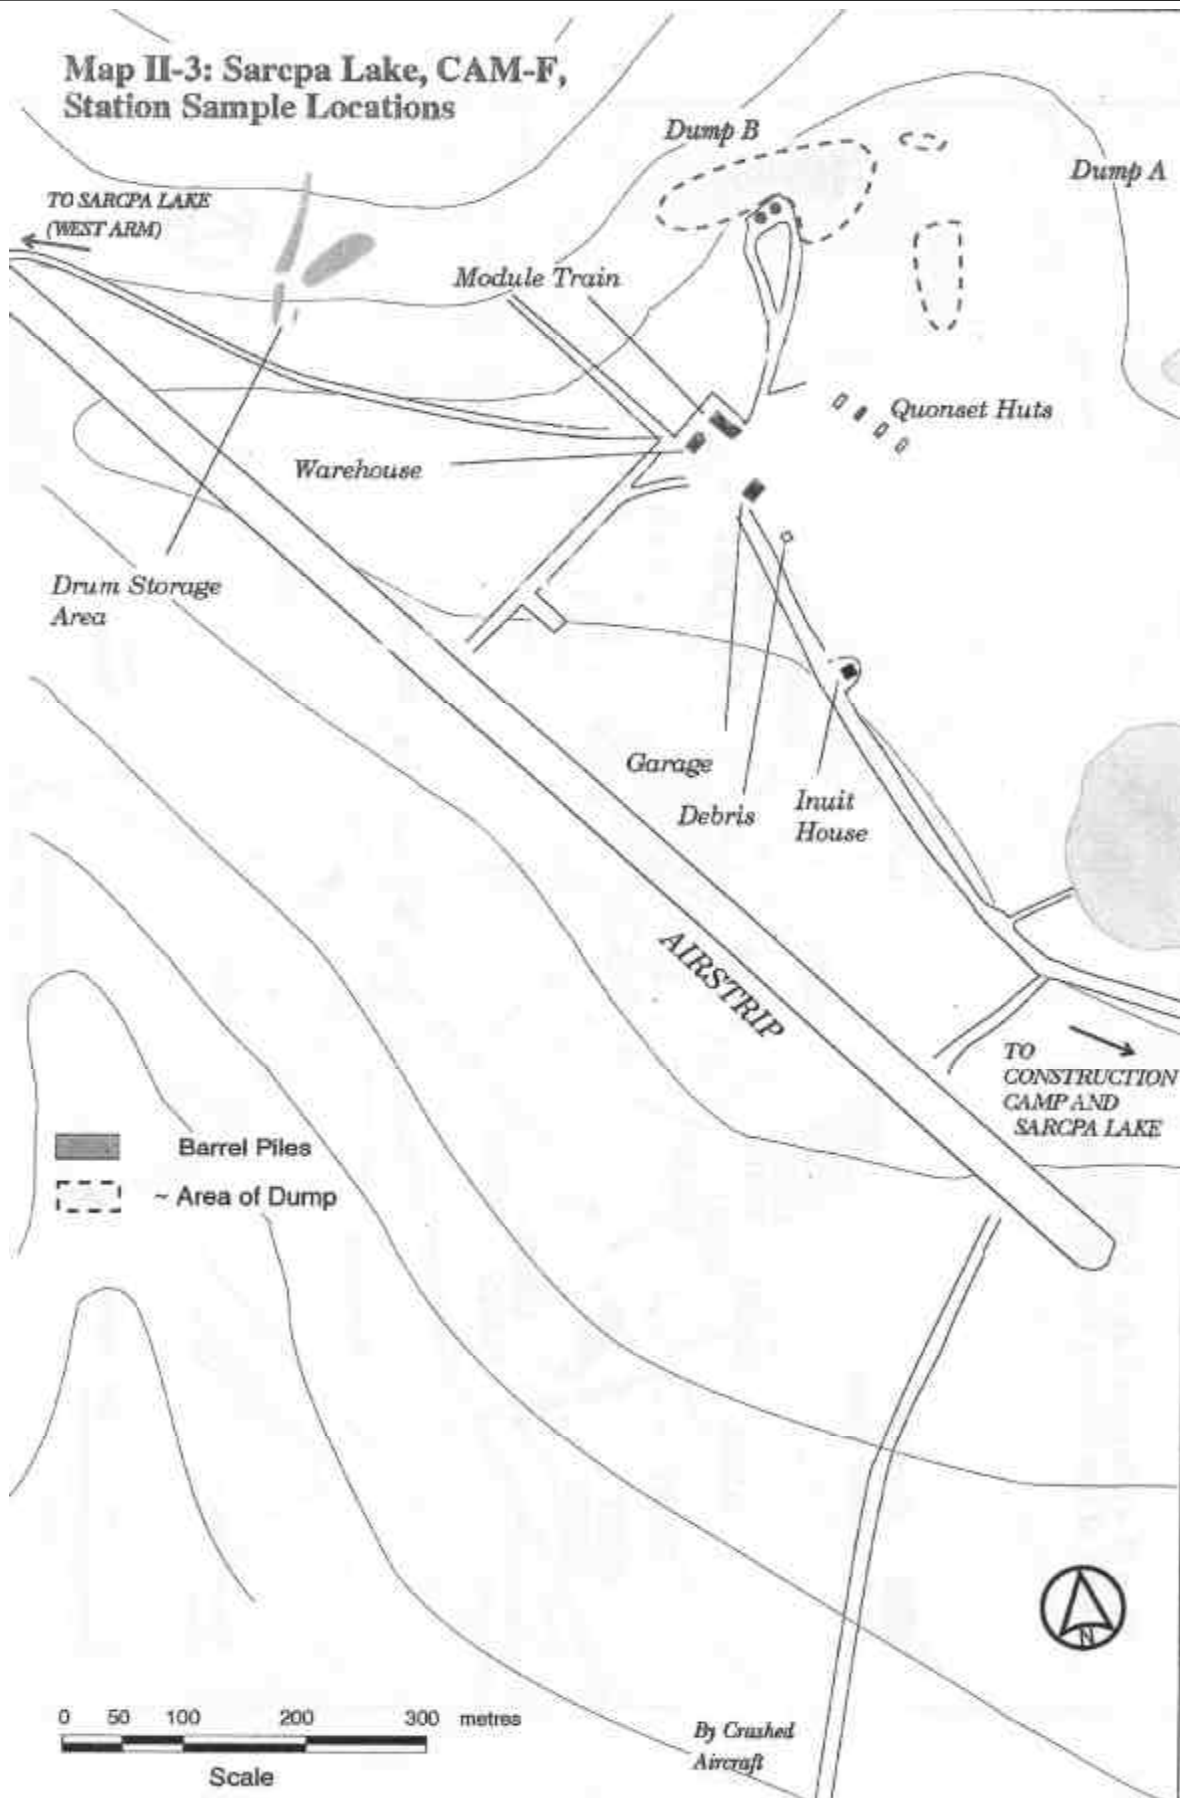 Map II-3: Sarcpa Lake, CAM-F,
Station Sample Locations
Dump B
Dump A
TO SARCPA LAKE
(WEST ARM)
Module Train
Quonset Huts
Warehouse
Drum Storage
Area
Garage
Debris
Inuit
House
AIRSTRIP
TO
CONSTRUCTION
CAMP AND
SARCPA LAKE
Barrel Piles
~ Area of Dump
N
0 50 100 200 300 metres
Scale
By Crashed
Aircraft